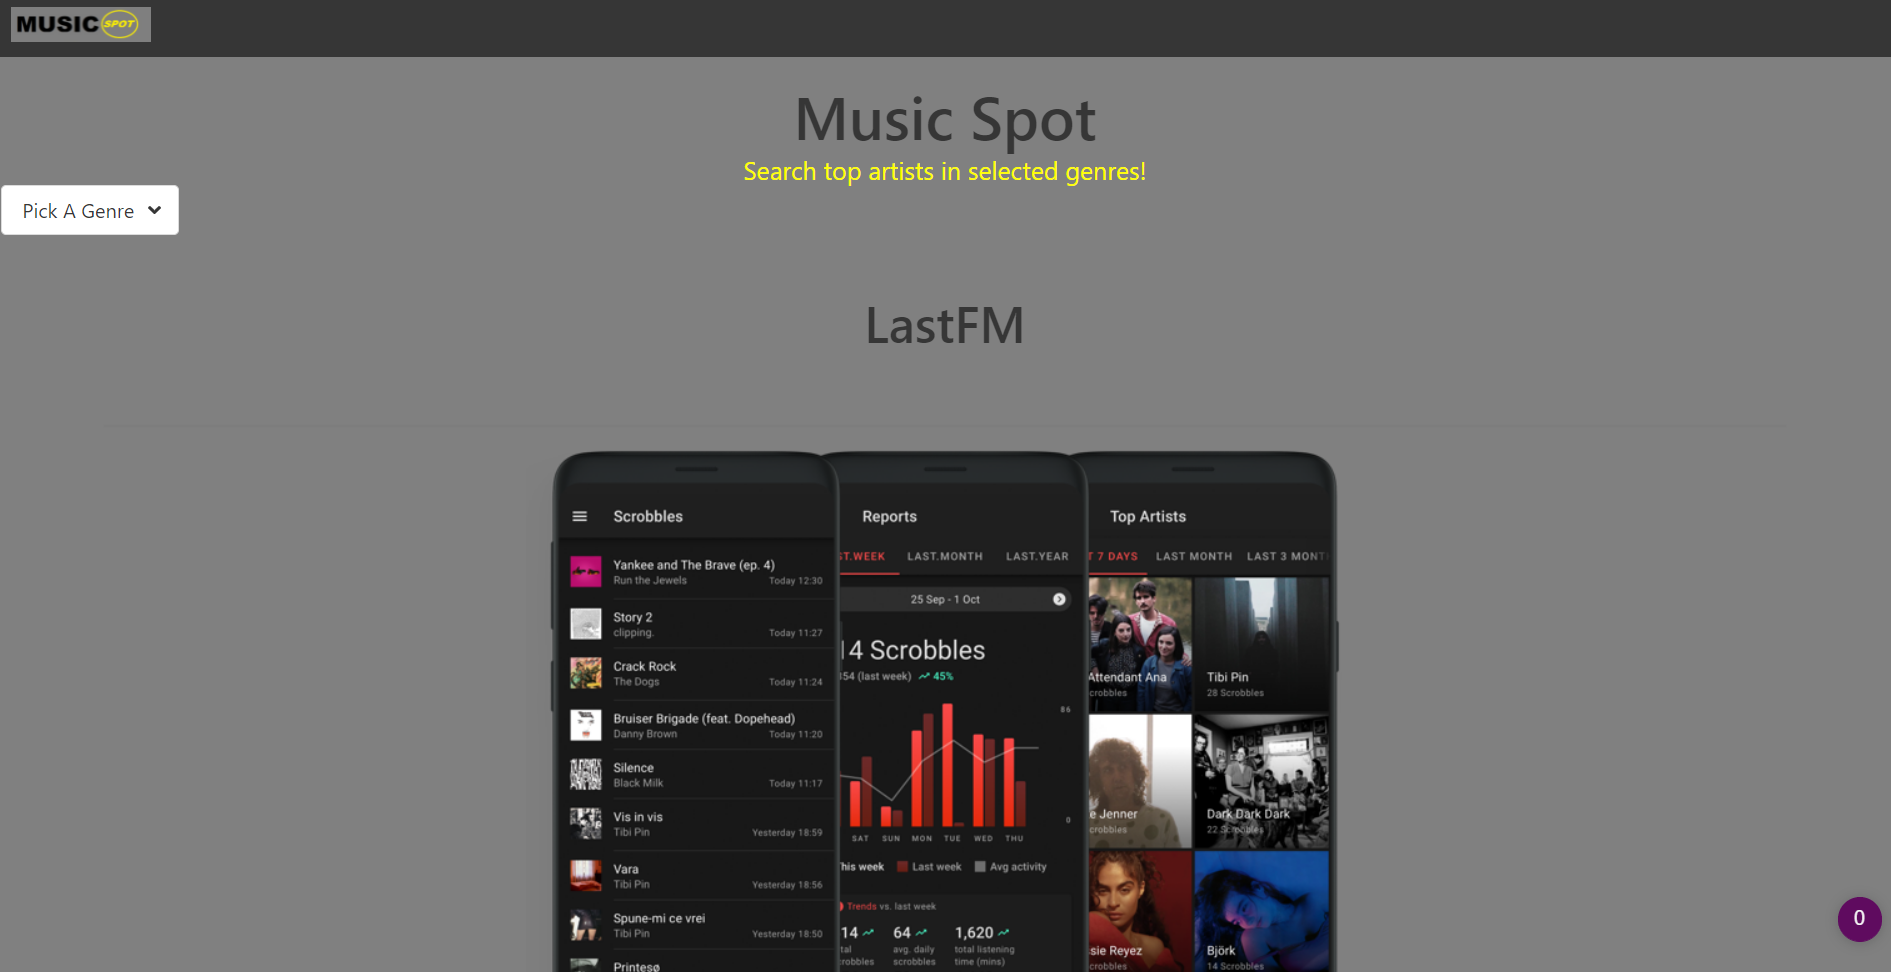 MUSIC SPOT
Music Spot
Search top artists in selected genres!
Pick A Genre
LastFM
Scrobbles
Yankee and The Brave (ep. 4)
Run the Jewels Today 12:30
Story 2
clipping. Today 11:27
Crack Rock
The Dogs Today 11:24
Bruiser Brigade (feat. Dopehead)
Danny Brown Today 11:20
Silence
Black Milk Today 11:17
Vis in vis
Tibi Pin Yesterday 18:59
Vara
Tibi Pin Yesterday 18:56
Spune-mi ce vrei
Tibi Pin Yesterday 18:50
Printesø
Reports
ST.WEEK LAST.MONTH LAST.YEAR
25 Sep - 1 Oct
14 Scrobbles
354 (last week) 45%
86
0
SAT SUN MON TUE WED THU
his week Last week Avg activity
Trends vs. last week
14 64 1,620
tal avg. daily total listening
robbles scrobbles time (mins)
Top Artists
T 7 DAYS LAST MONTH LAST 3 MONTH
Attendant Ana
crobbles
Tibi Pin
28 Scrobbles
e Jenner
crobbles
Dark Dark Dark
22 Scrobbles
ssie Reyez
crobbles
Björk
14 Scrobbles
0